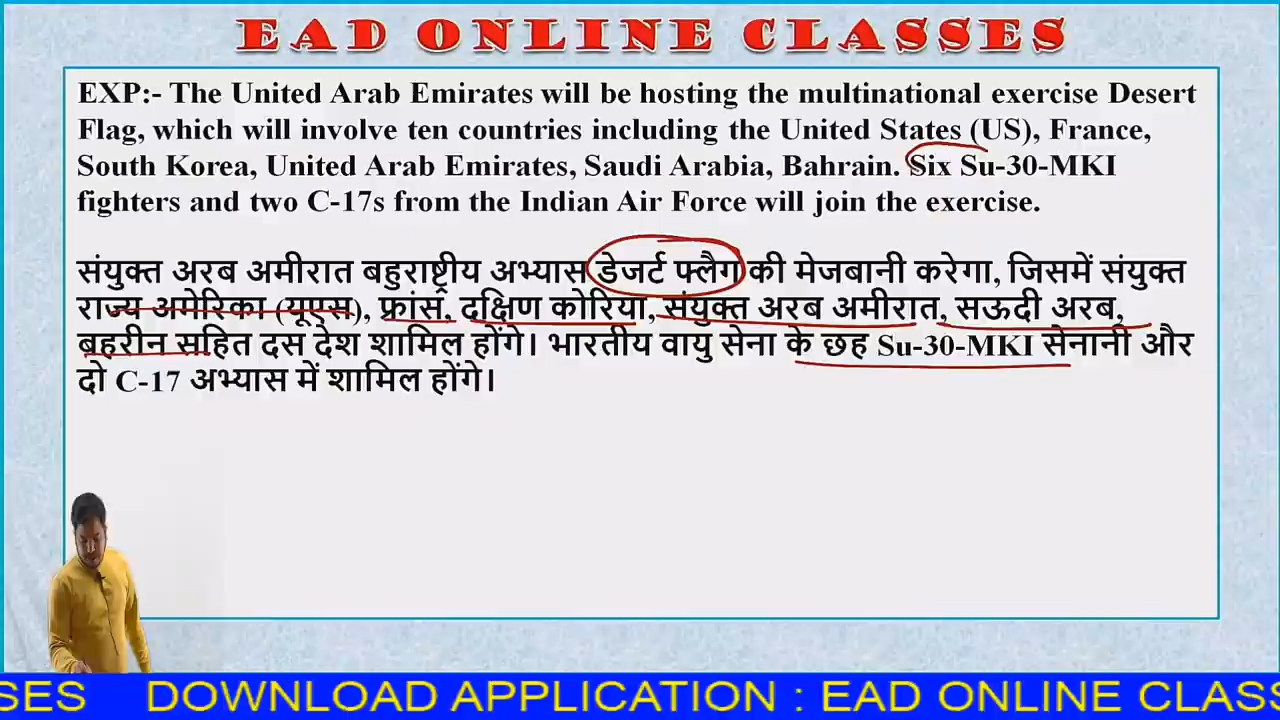 EAD ONLINE CLASSES
EXP:- The United Arab Emirates will be hosting the multinational exercise Desert
Flag, which will involve ten countries including the United States (US), France,
South Korea, United Arab Emirates, Saudi Arabia, Bahrain. Six Su-30-MKI
fighters and two C-17s from the Indian Air Force will join the exercise.
संयुक्त अरब अमीरात बहुराष्ट्रीय अभ्यास डेजर्ट फ्लैग की मेजबानी करेगा, जिसमें संयुक्त
राज्य अमेरिका (यूएस), फ्रांस, दक्षिण कोरिया, संयुक्त अरब अमीरात, सऊदी अरब,
बहरीन सहित दस देश शामिल होंगे। भारतीय वायु सेना के छह Su-30-MKI सेनानी और
दो C-17 अभ्यास में शामिल होंगे।
SES DOWNLOAD APPLICATION : EAD ONLINE CLASS